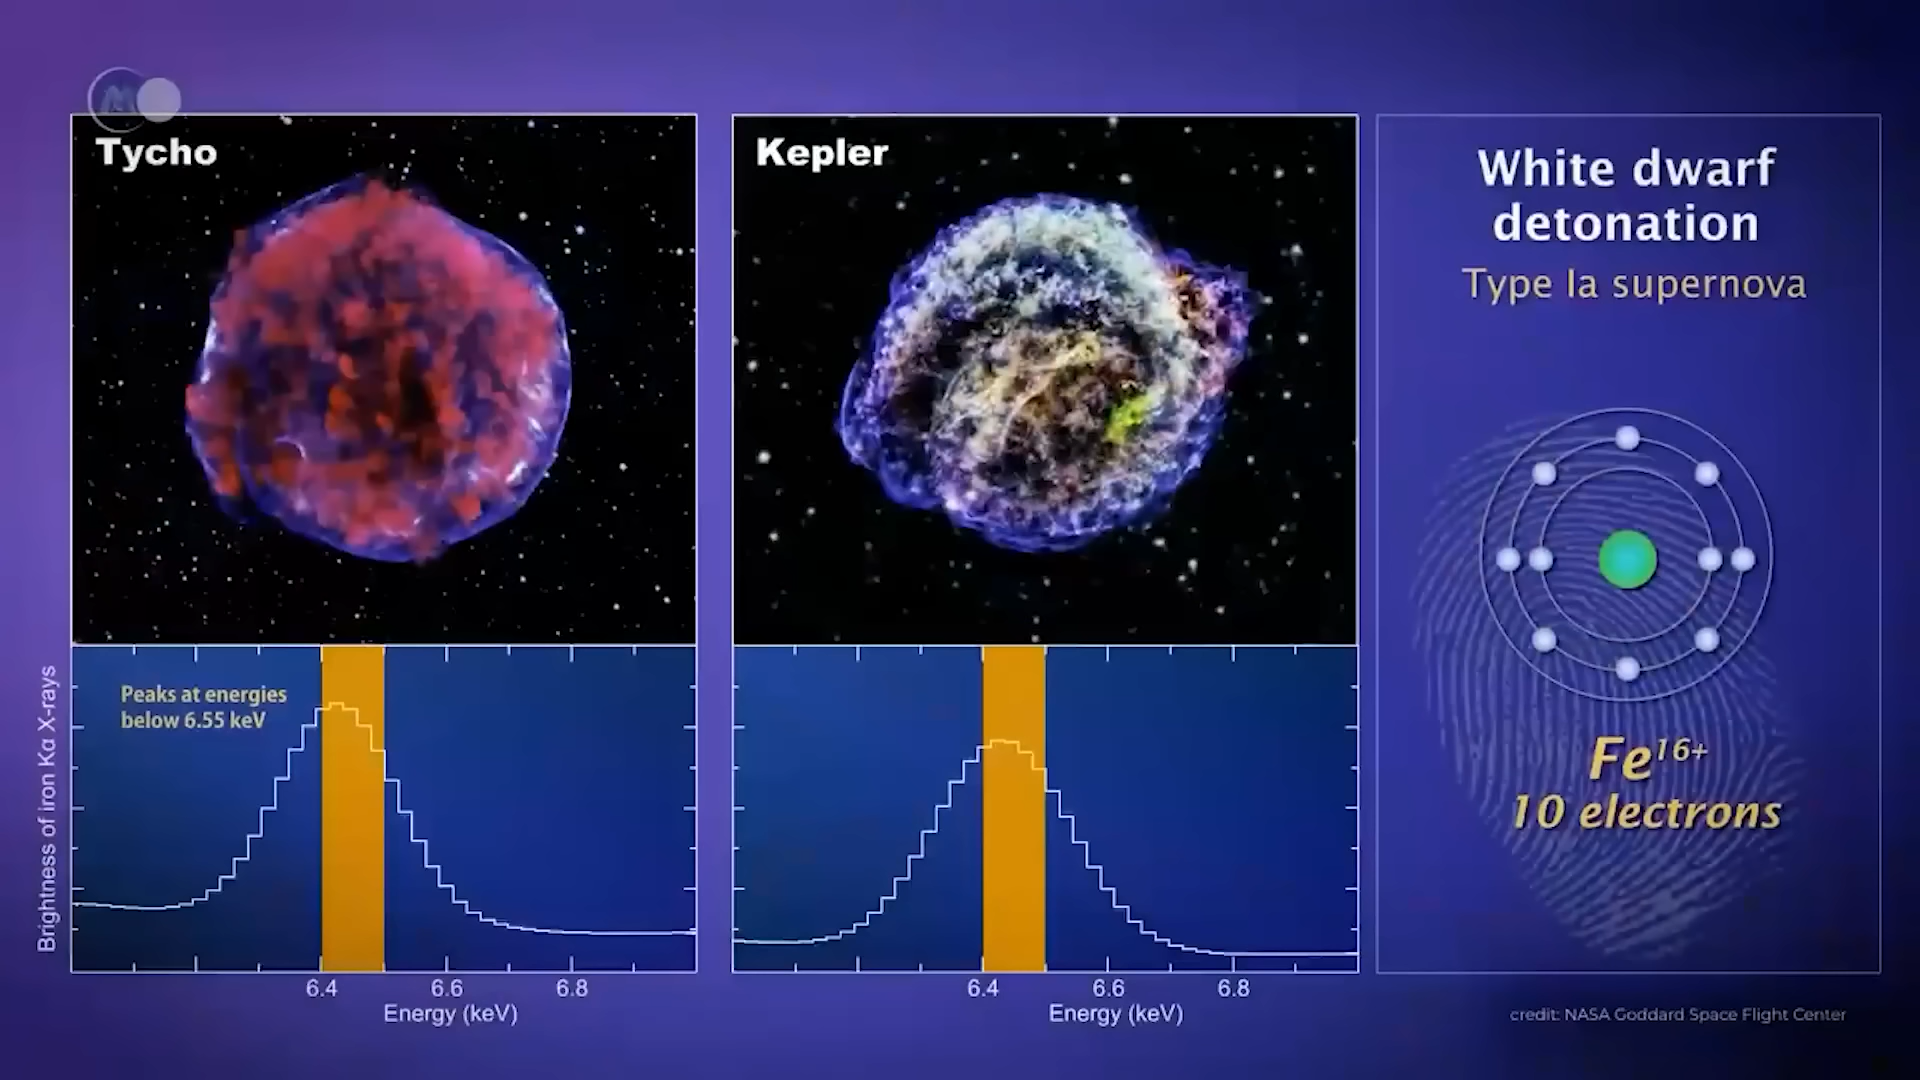 Tycho
Kepler
White dwarf
detonation
Type Ia supernova
Peaks at energies
below 6.55 keV
Brightness of iron Kα X-rays
6.4 6.6 6.8
Energy (keV)
6.4 6.6 6.8
Energy (keV)
Fe16+
10 electrons
credit: NASA Goddard Space Flight Center